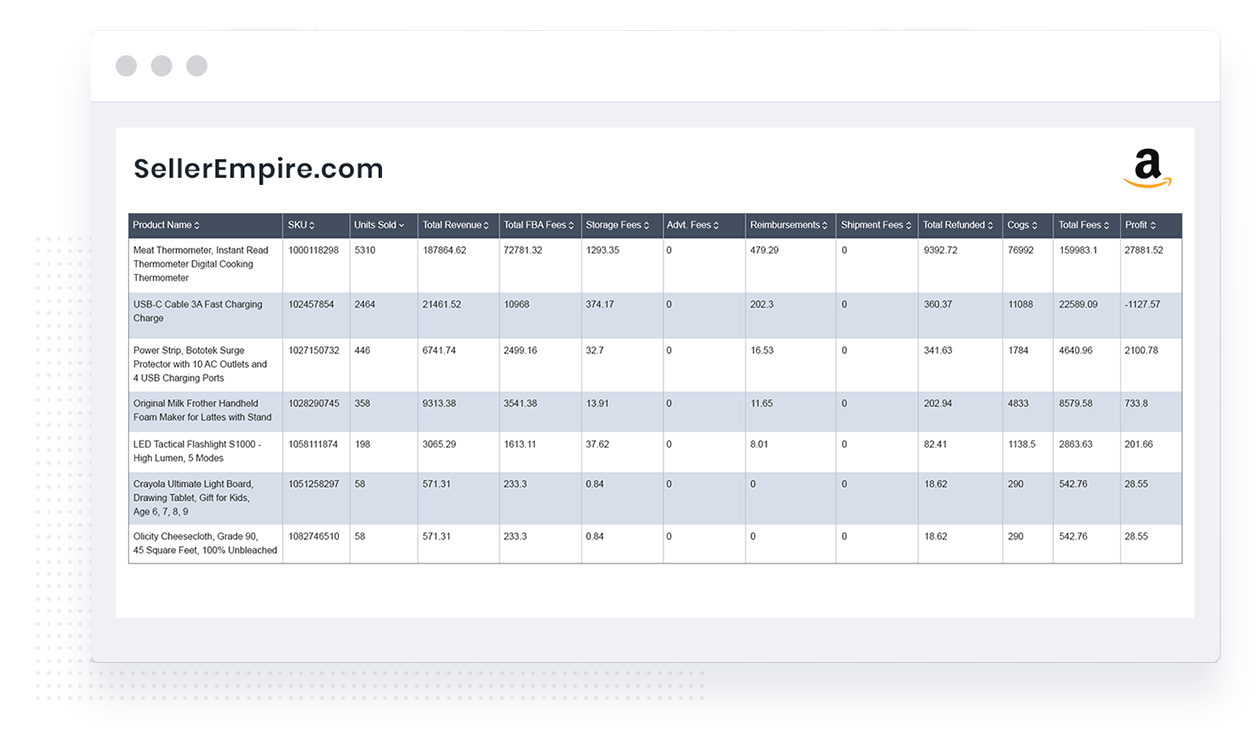 SellerEmpire.com
a
Product Name SKU Units Sold Total Revenue Total FBA Fees Storage Fees Advt. Fees Reimbursements Shipment Fees Total Refunded Cogs Total Fees Profit
Meat Thermometer, Instant Read 1000118298 5310 187864.62 72781.32 1293.35 0 479.29 0 9392.72 76992 159983.1 27881.52
Thermometer Digital Cooking
Thermometer
USB-C Cable 3A Fast Charging 102457854 2464 21461.52 10968 374.17 0 202.3 0 360.37 11088 22589.09 -1127.57
Charge
Power Strip, Bototek Surge 1027150732 446 6741.74 2499.16 32.7 0 16.53 0 341.63 1784 4640.96 2100.78
Protector with 10 AC Outlets and
4 USB Charging Ports
Original Milk Frother Handheld 1028290745 358 9313.38 3541.38 13.91 0 11.65 0 202.94 4833 8579.58 733.8
Foam Maker for Lattes with Stand
LED Tactical Flashlight S1000 - 1058111874 198 3065.29 1613.11 37.62 0 8.01 0 82.41 1138.5 2863.63 201.66
High Lumen, 5 Modes
Crayola Ultimate Light Board, 1051258297 58 571.31 233.3 0.84 0 0 0 18.62 290 542.76 28.55
Drawing Tablet, Gift for Kids,
Age 6, 7, 8, 9
Olicity Cheesecloth, Grade 90, 1082746510 58 571.31 233.3 0.84 0 0 0 18.62 290 542.76 28.55
45 Square Feet, 100% Unbleached